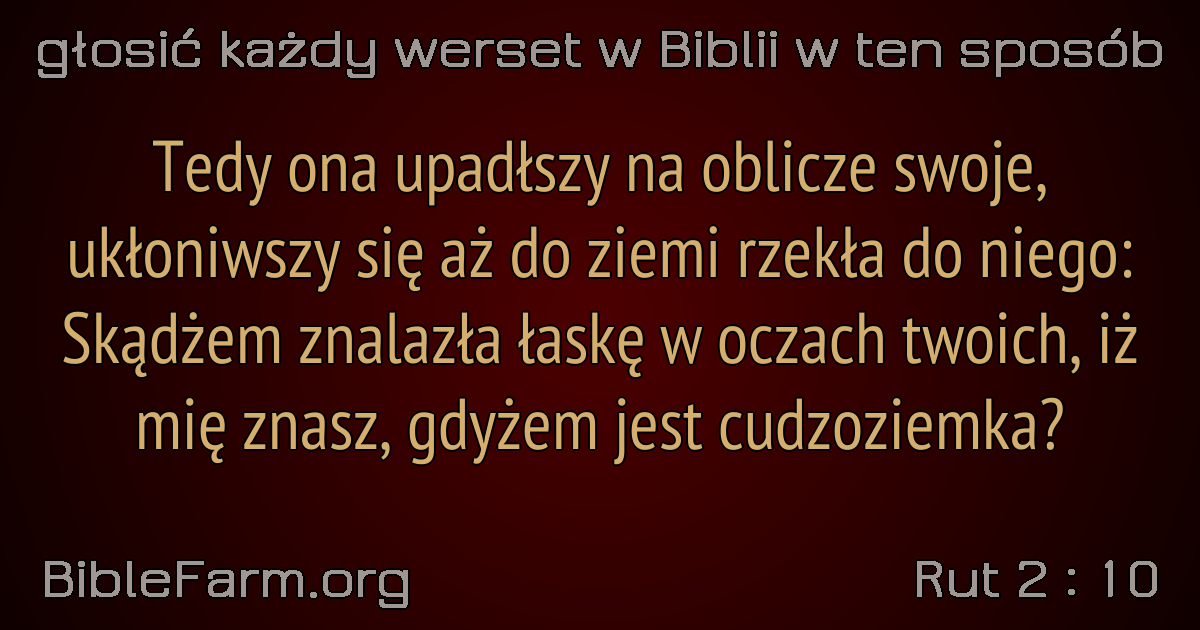 głosić każdy werset w Biblii w ten sposób
Tedy ona upadłszy na oblicze swoje,
ukłoniwszy się aż do ziemi rzekła do niego:
Skądżem znalazła łaskę w oczach twoich, iż
mię znasz, gdyżem jest cudzoziemka?
BibleFarm.org
Rut 2 : 10